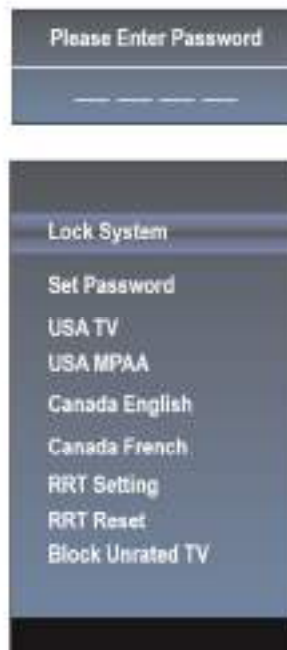 Please Enter Password
Lock System
Set Password
USA TV
USA MPAA
Canada English
Canada French
RRT Setting
RRT Reset
Block Unrated TV